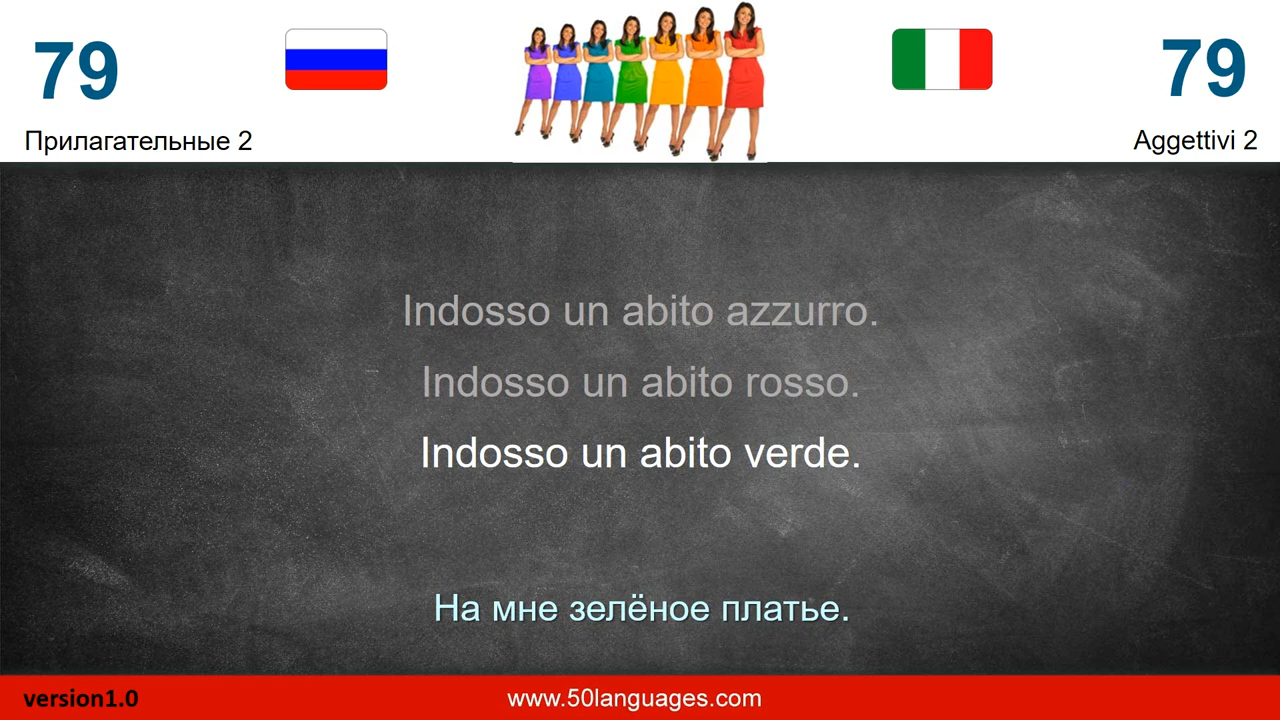 79
79
Прилагательные 2
Aggettivi 2
Indosso un abito azzurro.
Indosso un abito rosso.
Indosso un abito verde.
На мне зелёное платье.
version1.0
www.50languages.com